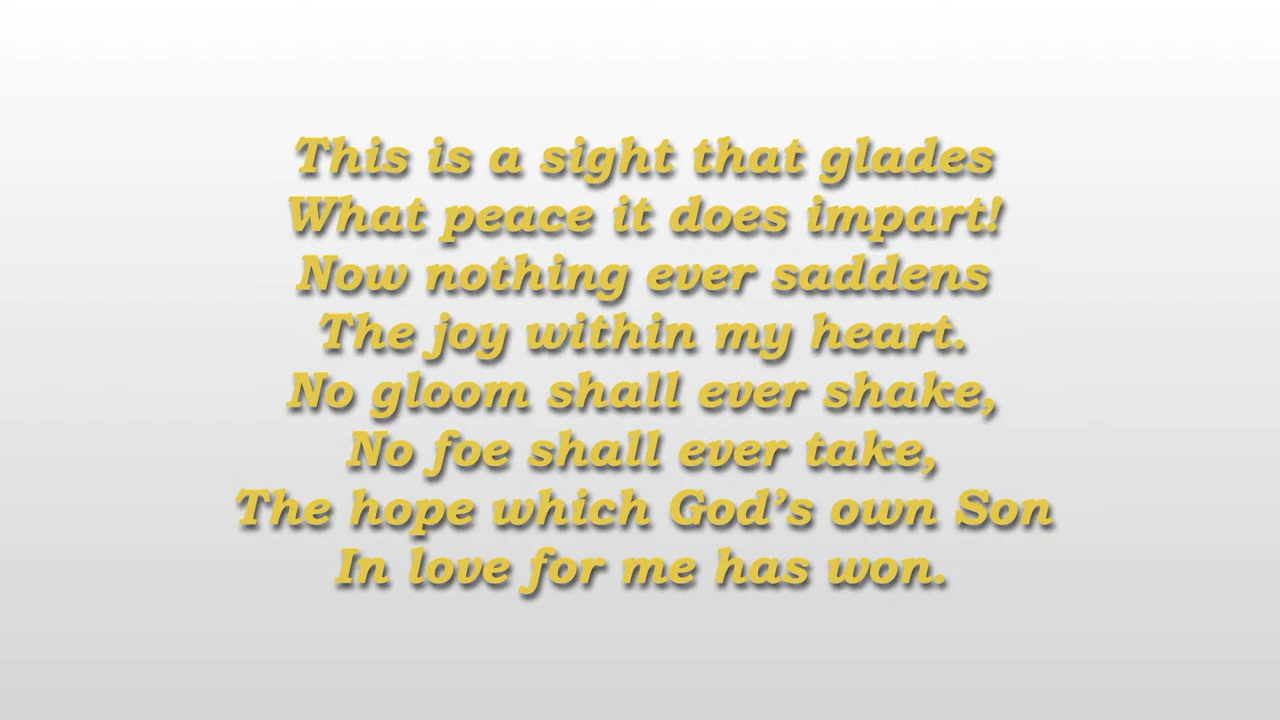 This is a sight that glades
What peace it does impart!
Now nothing ever saddens
The joy within my heart.
No gloom shall ever shake,
No foe shall ever take,
The hope which God’s own Son
In love for me has won.